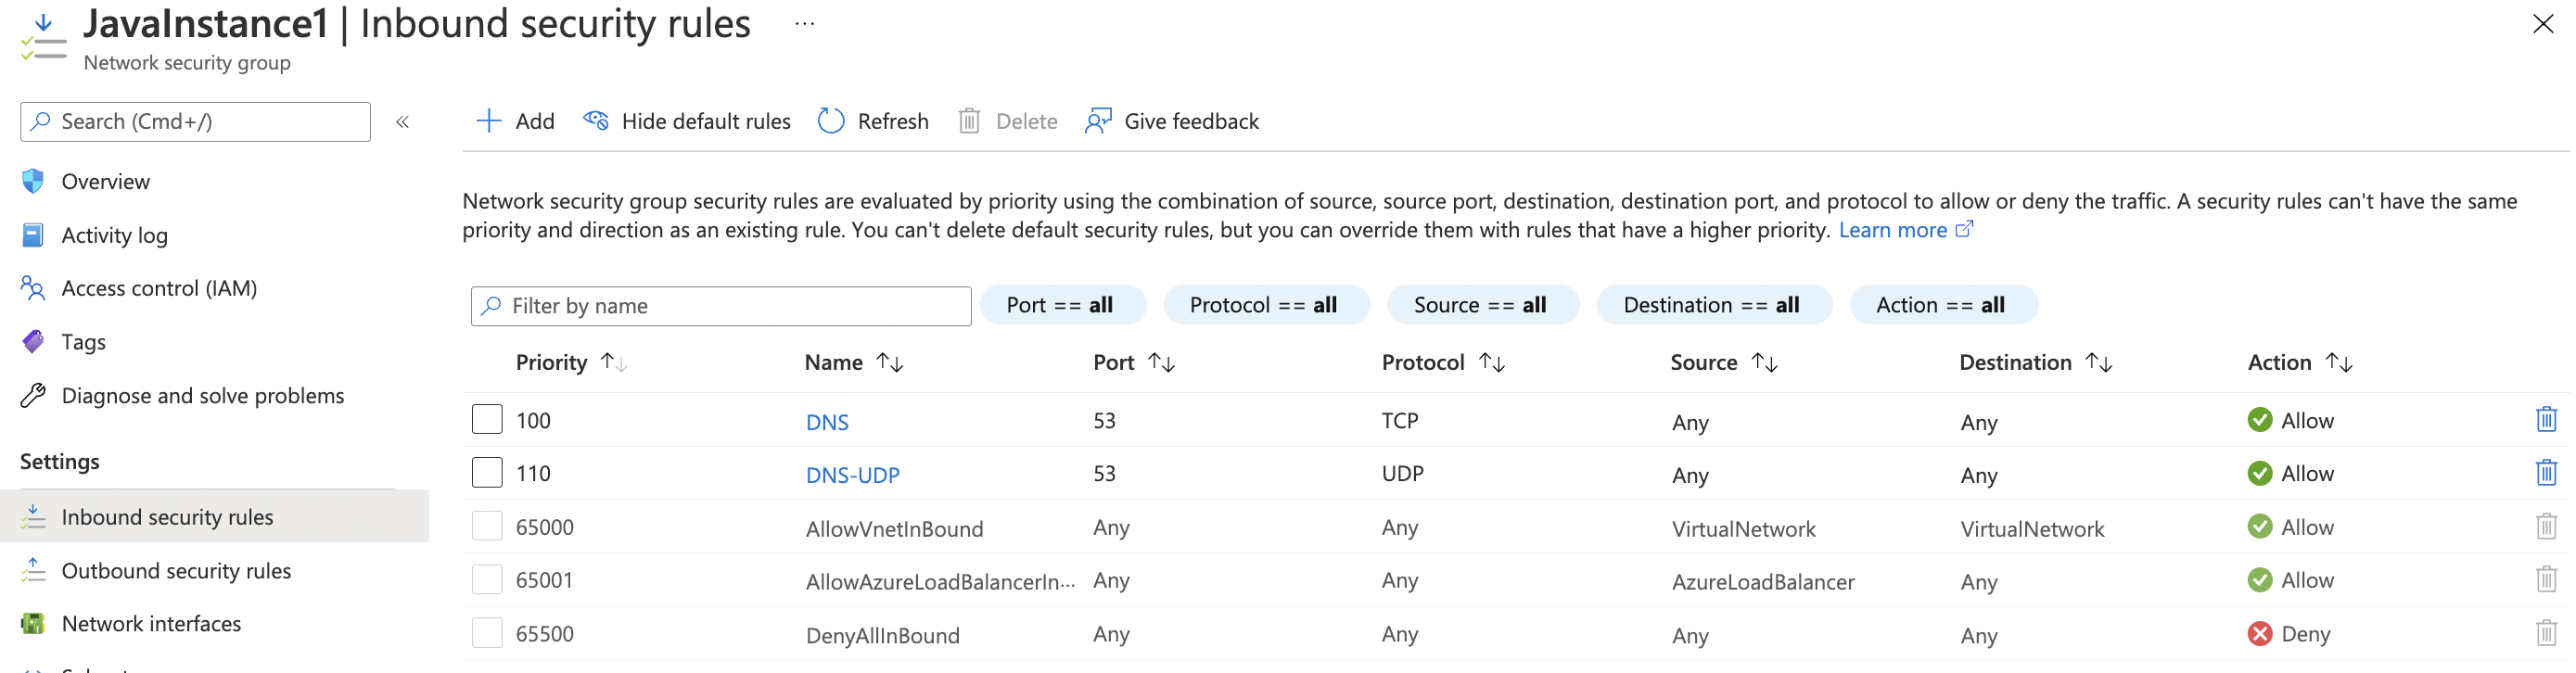 JavaInstance1 | Inbound security rules ...
Network security group
Search (Cmd+/) «
Add Hide default rules Refresh Delete Give feedback
Overview
Activity log
Access control (IAM)
Tags
Diagnose and solve problems
Settings
Inbound security rules
Outbound security rules
Network interfaces
Network security group security rules are evaluated by priority using the combination of source, source port, destination, destination port, and protocol to allow or deny the traffic. A security rules can't have the same
priority and direction as an existing rule. You can't delete default security rules, but you can override them with rules that have a higher priority. Learn more
Filter by name Port == all Protocol == all Source == all Destination == all Action == all
Priority Name Port Protocol Source Destination Action
100 DNS 53 TCP Any Any Allow
110 DNS-UDP 53 UDP Any Any Allow
65000 AllowVnetInBound Any Any VirtualNetwork VirtualNetwork Allow
65001 AllowAzureLoadBalancerIn... Any Any AzureLoadBalancer Any Allow
65500 DenyAllInBound Any Any Any Any Deny